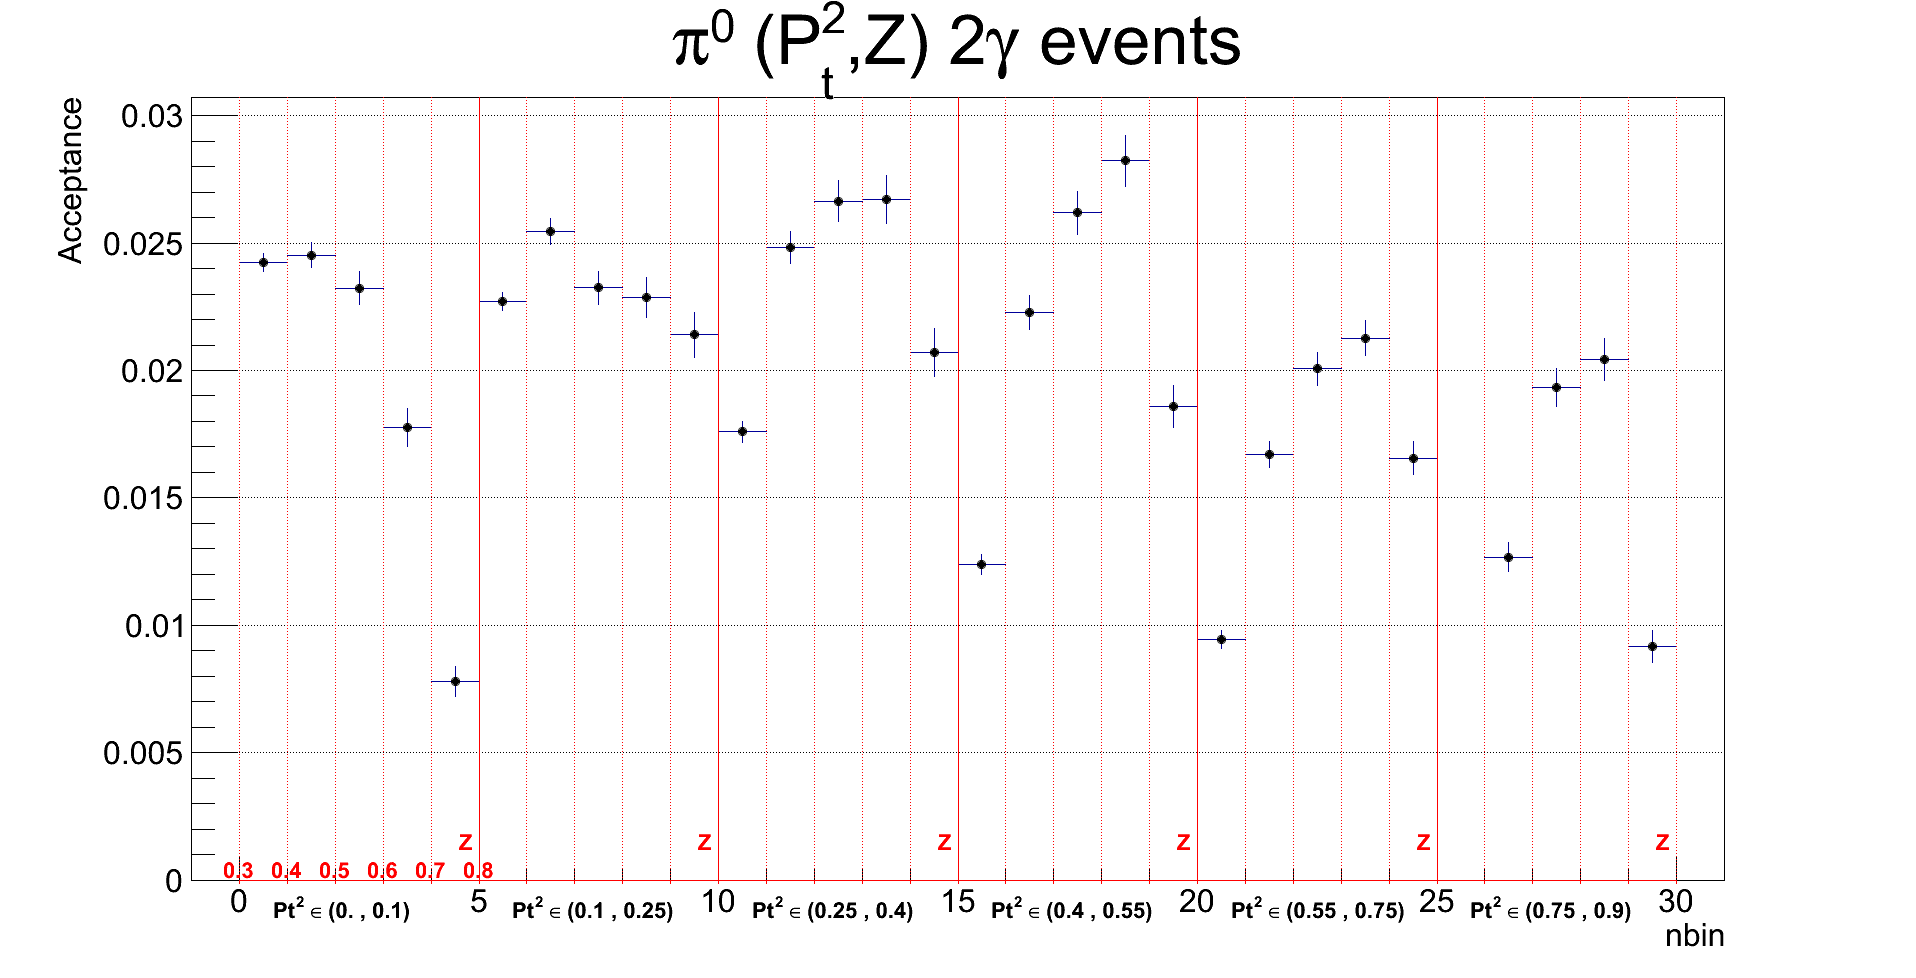 π⁰ (P²ₜ,Z) 2γ events
Acceptance
0.03
0.025
0.02
0.015
0.01
0.005
0
Z Z Z Z Z Z
0.3 0.4 0.5 0.6 0.7 0.8
0 5 10 15 20 25 30
Pt² ∈ (0. , 0.1) Pt² ∈ (0.1 , 0.25) Pt² ∈ (0.25 , 0.4) Pt² ∈ (0.4 , 0.55) Pt² ∈ (0.55 , 0.75) Pt² ∈ (0.75 , 0.9)
nbin